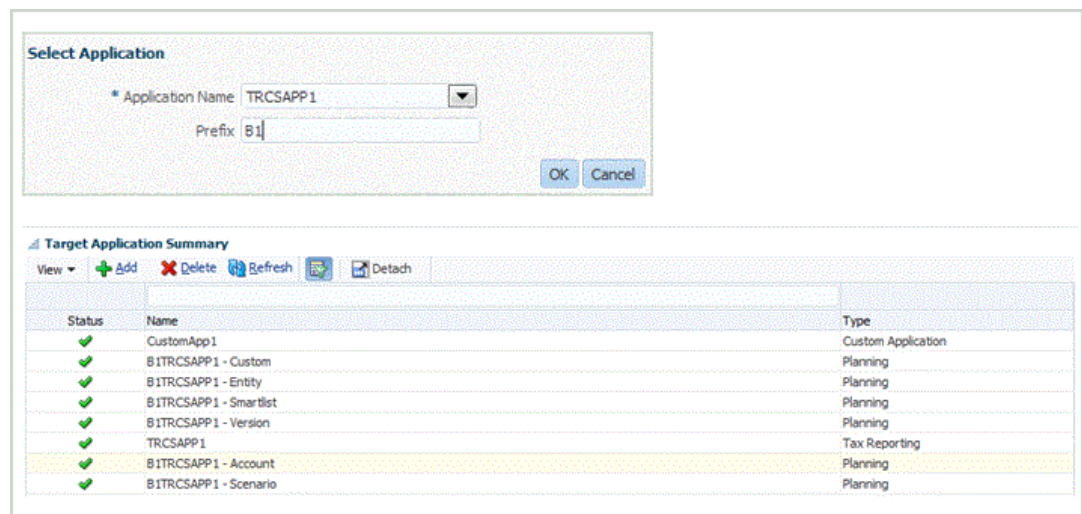 Select Application
* Application Name TRCSAPP1
Prefix B1
OK Cancel
Target Application Summary
View Add Delete Refresh Detach
Status Name Type
CustomApp1 Custom Application
B1TRCSAPP1 - Custom Planning
B1TRCSAPP1 - Entity Planning
B1TRCSAPP1 - Smartlist Planning
B1TRCSAPP1 - Version Planning
TRCSAPP1 Tax Reporting
B1TRCSAPP1 - Account Planning
B1TRCSAPP1 - Scenario Planning